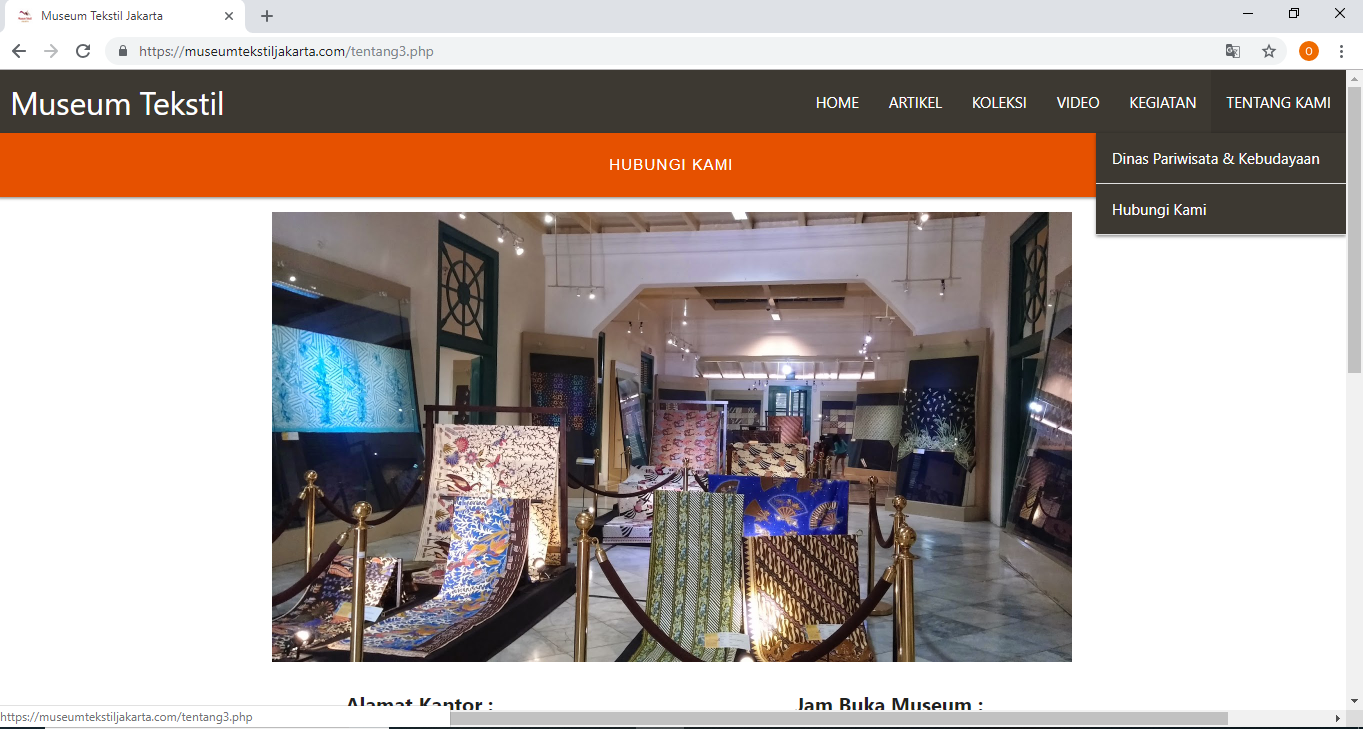 Museum Tekstil Jakarta
https://museumtekstiljakarta.com/tentang3.php
O
Museum Tekstil
HOME ARTIKEL KOLEKSI VIDEO KEGIATAN TENTANG KAMI
Dinas Pariwisata & Kebudayaan
Hubungi Kami
HUBUNGI KAMI
Alamat Kantor :
Jam Buka Museum :
https://museumtekstiljakarta.com/tentang3.php